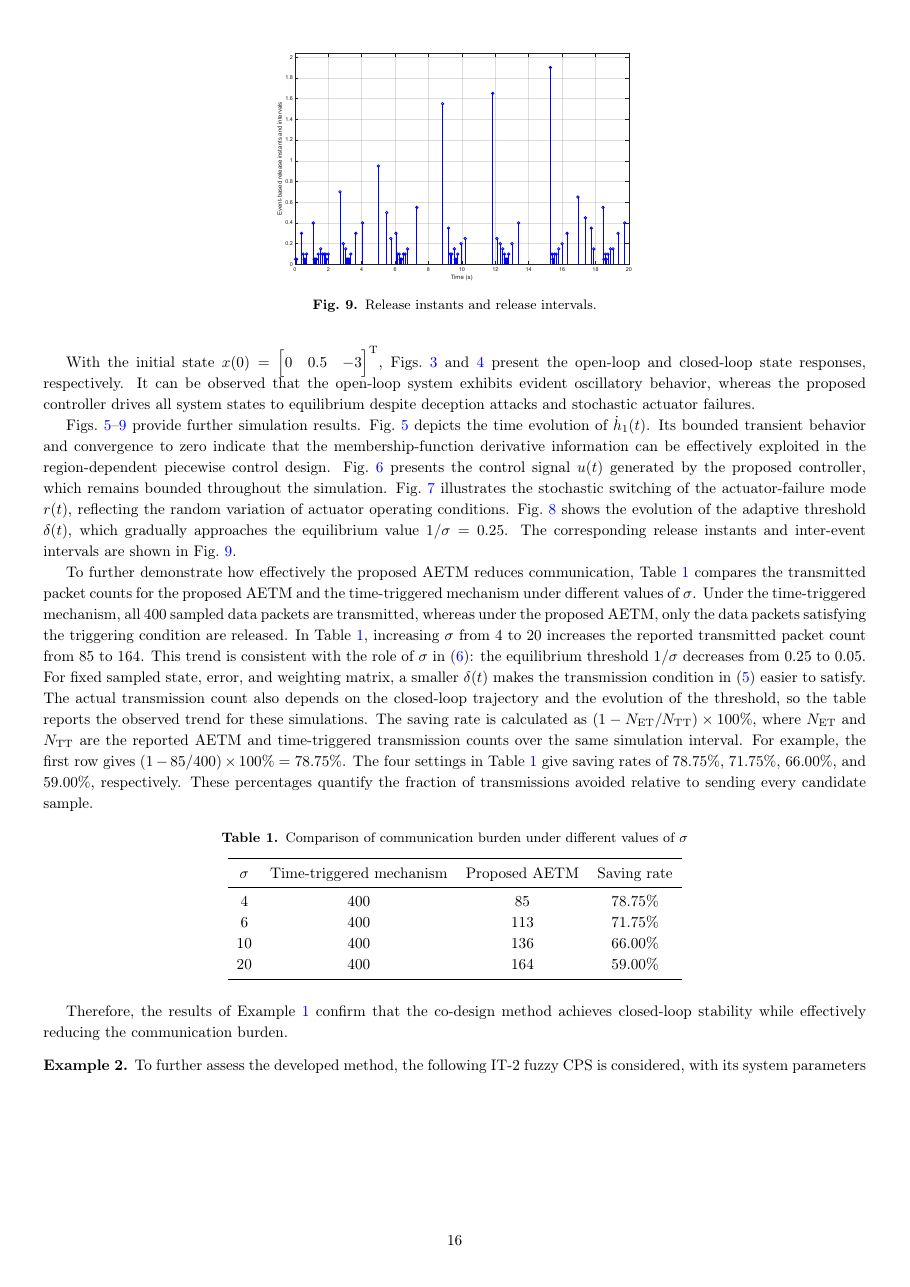 2
1.8
1.6
1.4
1.2
1
0.8
0.6
0.4
0.2
0
Event-based release instants and intervals
0 2 4 6 8 10 12 14 16 18 20
Time (s)
Fig. 9. Release instants and release intervals.
With the initial state x(0) = [0 0.5 −3]^T, Figs. 3 and 4 present the open-loop and closed-loop state responses,
respectively. It can be observed that the open-loop system exhibits evident oscillatory behavior, whereas the proposed
controller drives all system states to equilibrium despite deception attacks and stochastic actuator failures.
Figs. 5–9 provide further simulation results. Fig. 5 depicts the time evolution of ḣ₁(t). Its bounded transient behavior
and convergence to zero indicate that the membership-function derivative information can be effectively exploited in the
region-dependent piecewise control design. Fig. 6 presents the control signal u(t) generated by the proposed controller,
which remains bounded throughout the simulation. Fig. 7 illustrates the stochastic switching of the actuator-failure mode
r(t), reflecting the random variation of actuator operating conditions. Fig. 8 shows the evolution of the adaptive threshold
δ(t), which gradually approaches the equilibrium value 1/σ = 0.25. The corresponding release instants and inter-event
intervals are shown in Fig. 9.
To further demonstrate how effectively the proposed AETM reduces communication, Table 1 compares the transmitted
packet counts for the proposed AETM and the time-triggered mechanism under different values of σ. Under the time-triggered
mechanism, all 400 sampled data packets are transmitted, whereas under the proposed AETM, only the data packets satisfying
the triggering condition are released. In Table 1, increasing σ from 4 to 20 increases the reported transmitted packet count
from 85 to 164. This trend is consistent with the role of σ in (6): the equilibrium threshold 1/σ decreases from 0.25 to 0.05.
For fixed sampled state, error, and weighting matrix, a smaller δ(t) makes the transmission condition in (5) easier to satisfy.
The actual transmission count also depends on the closed-loop trajectory and the evolution of the threshold, so the table
reports the observed trend for these simulations. The saving rate is calculated as (1 − N_ET/N_TT) × 100%, where N_ET and
N_TT are the reported AETM and time-triggered transmission counts over the same simulation interval. For example, the
first row gives (1 − 85/400) × 100% = 78.75%. The four settings in Table 1 give saving rates of 78.75%, 71.75%, 66.00%, and
59.00%, respectively. These percentages quantify the fraction of transmissions avoided relative to sending every candidate
sample.
Table 1. Comparison of communication burden under different values of σ
σ Time-triggered mechanism Proposed AETM Saving rate
4 400 85 78.75%
6 400 113 71.75%
10 400 136 66.00%
20 400 164 59.00%
Therefore, the results of Example 1 confirm that the co-design method achieves closed-loop stability while effectively
reducing the communication burden.
Example 2. To further assess the developed method, the following IT-2 fuzzy CPS is considered, with its system parameters
16